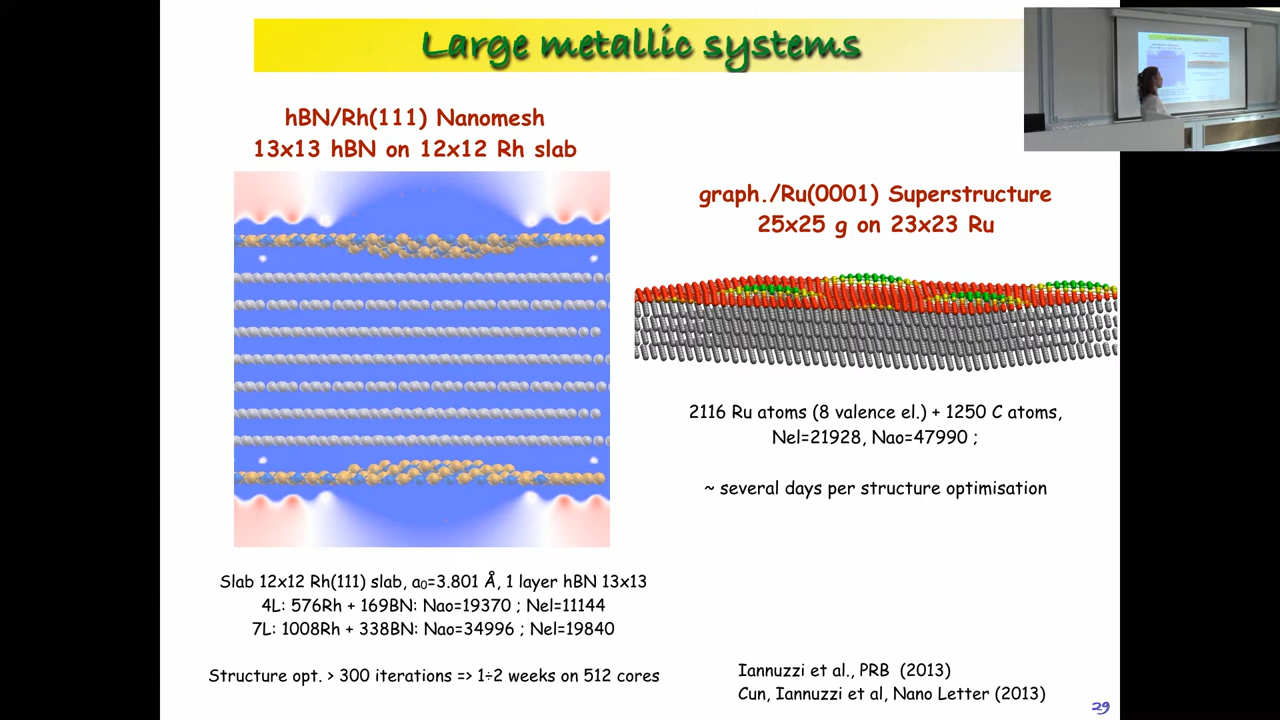 Large metallic systems
hBN/Rh(111) Nanomesh
13x13 hBN on 12x12 Rh slab
graph./Ru(0001) Superstructure
25x25 g on 23x23 Ru
2116 Ru atoms (8 valence el.) + 1250 C atoms,
Nel=21928, Nao=47990 ;
~ several days per structure optimisation
Slab 12x12 Rh(111) slab, a₀=3.801 Å, 1 layer hBN 13x13
4L: 576Rh + 169BN: Nao=19370 ; Nel=11144
7L: 1008Rh + 338BN: Nao=34996 ; Nel=19840
Structure opt. > 300 iterations => 1÷2 weeks on 512 cores
Iannuzzi et al., PRB (2013)
Cun, Iannuzzi et al, Nano Letter (2013)
29